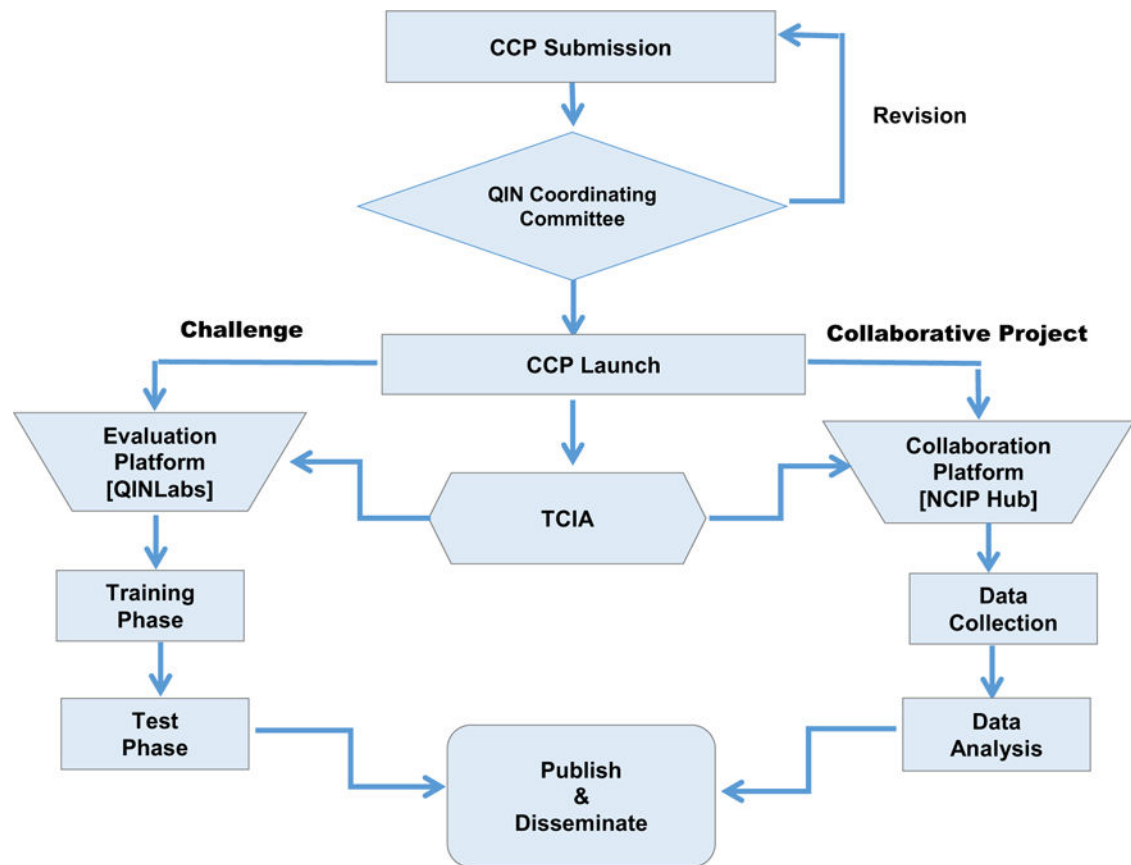 CCP Submission
Revision
QIN Coordinating
Committee
Challenge
Collaborative Project
CCP Launch
Evaluation
Platform
[QINLabs]
Collaboration
Platform
[NCIP Hub]
TCIA
Training
Phase
Data
Collection
Test
Phase
Data
Analysis
Publish
&
Disseminate